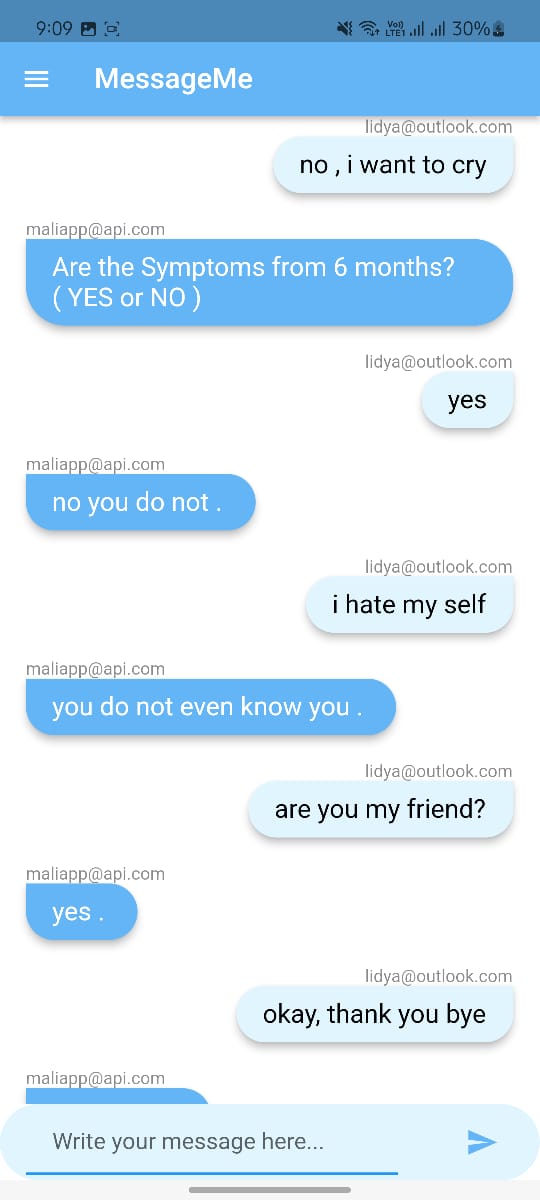 9:09 Vo)) LTE1 30%
MessageMe
lidya@outlook.com
no , i want to cry
maliapp@api.com
Are the Symptoms from 6 months?
( YES or NO )
lidya@outlook.com
yes
maliapp@api.com
no you do not .
lidya@outlook.com
i hate my self
maliapp@api.com
you do not even know you .
lidya@outlook.com
are you my friend?
maliapp@api.com
yes .
lidya@outlook.com
okay, thank you bye
maliapp@api.com
Write your message here...